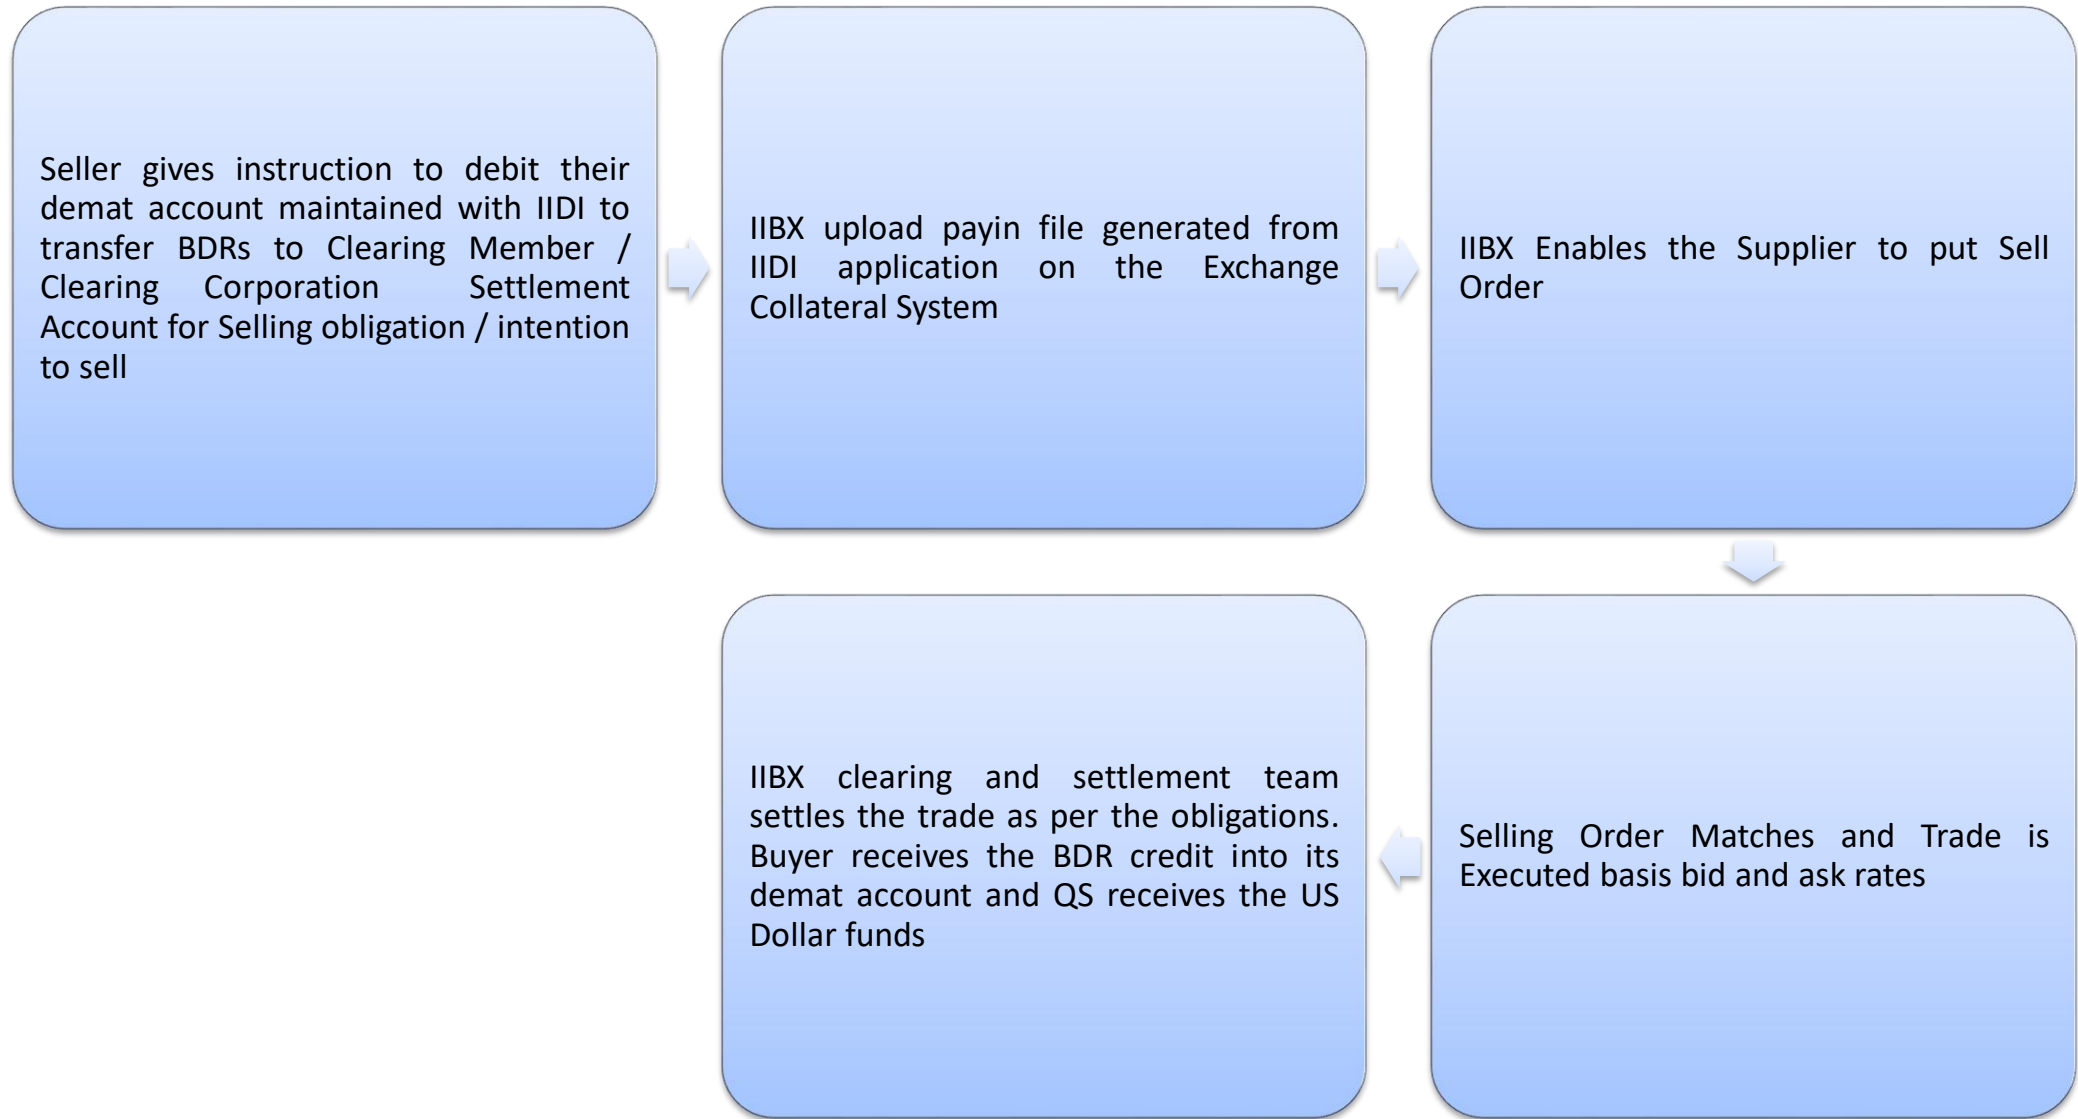 Seller gives instruction to debit their
demat account maintained with IIDI to
transfer BDRs to Clearing Member /
Clearing Corporation Settlement
Account for Selling obligation / intention
to sell
IIBX upload payin file generated from
IIDI application on the Exchange
Collateral System
IIBX Enables the Supplier to put Sell
Order
Selling Order Matches and Trade is
Executed basis bid and ask rates
IIBX clearing and settlement team
settles the trade as per the obligations.
Buyer receives the BDR credit into its
demat account and QS receives the US
Dollar funds